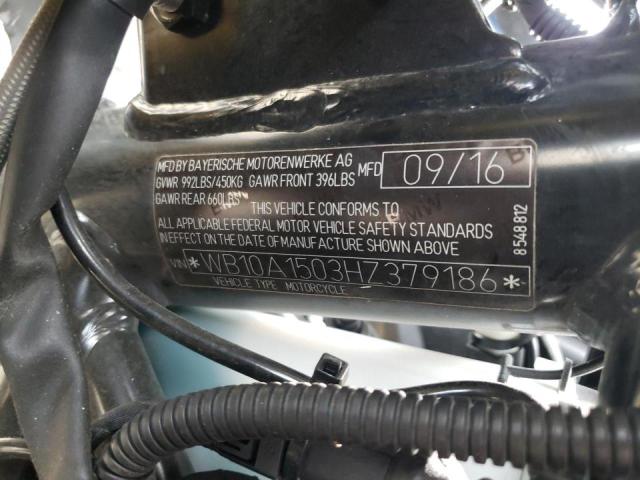 MFD BY BAYERISCHE MOTORENWERKE AG
GVWR 992LBS/450KG GAWR FRONT 396LBS MFD 09/16
GAWR REAR 660LBS
THIS VEHICLE CONFORMS TO
ALL APPLICABLE FEDERAL MOTOR VEHICLE SAFETY STANDARDS
IN EFFECT ON THE DATE OF MANUFACTURE SHOWN ABOVE
VIN *WB10A1503HZ379186*
VEHICLE TYPE MOTORCYCLE
8548812